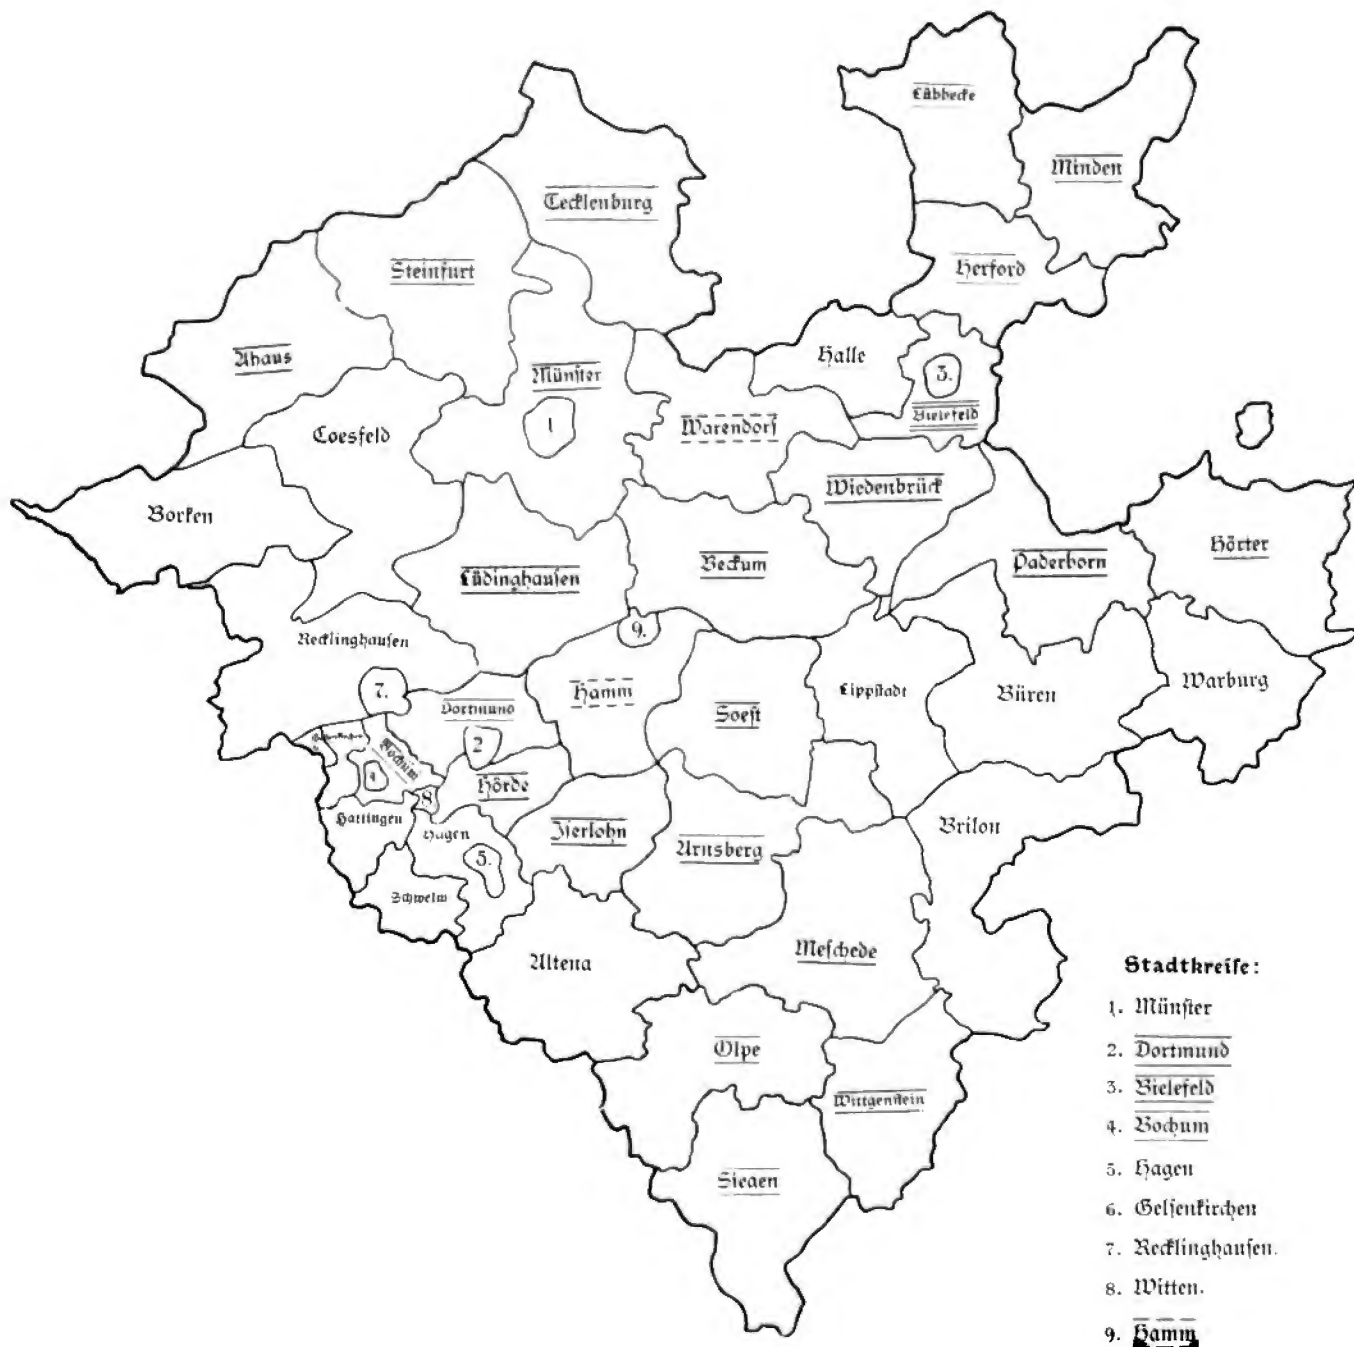 Lübbecke
Minden
Tecklenburg
Herford
Steinfurt
Halle
Ahaus
Münster
3.
Bielefeld
Coesfeld
1
Warendorf
Wiedenbrück
Borken
Höxter
Paderborn
Beckum
Lüdinghausen
Recklinghausen
9.
7.
Hamm
Lippstadt
Büren
Warburg
Dortmund
Soest
2
Bochum
4.
Hörde
8
Hattingen
Hagen
Iserlohn
Arnsberg
Brilon
5.
Schwelm
Altena
Meschede
Olpe
Wittgenstein
Siegen
Stadtkreise:
1. Münster
2. Dortmund
3. Bielefeld
4. Bochum
5. Hagen
6. Gelsenkirchen
7. Recklinghausen.
8. Witten.
9. Hamm